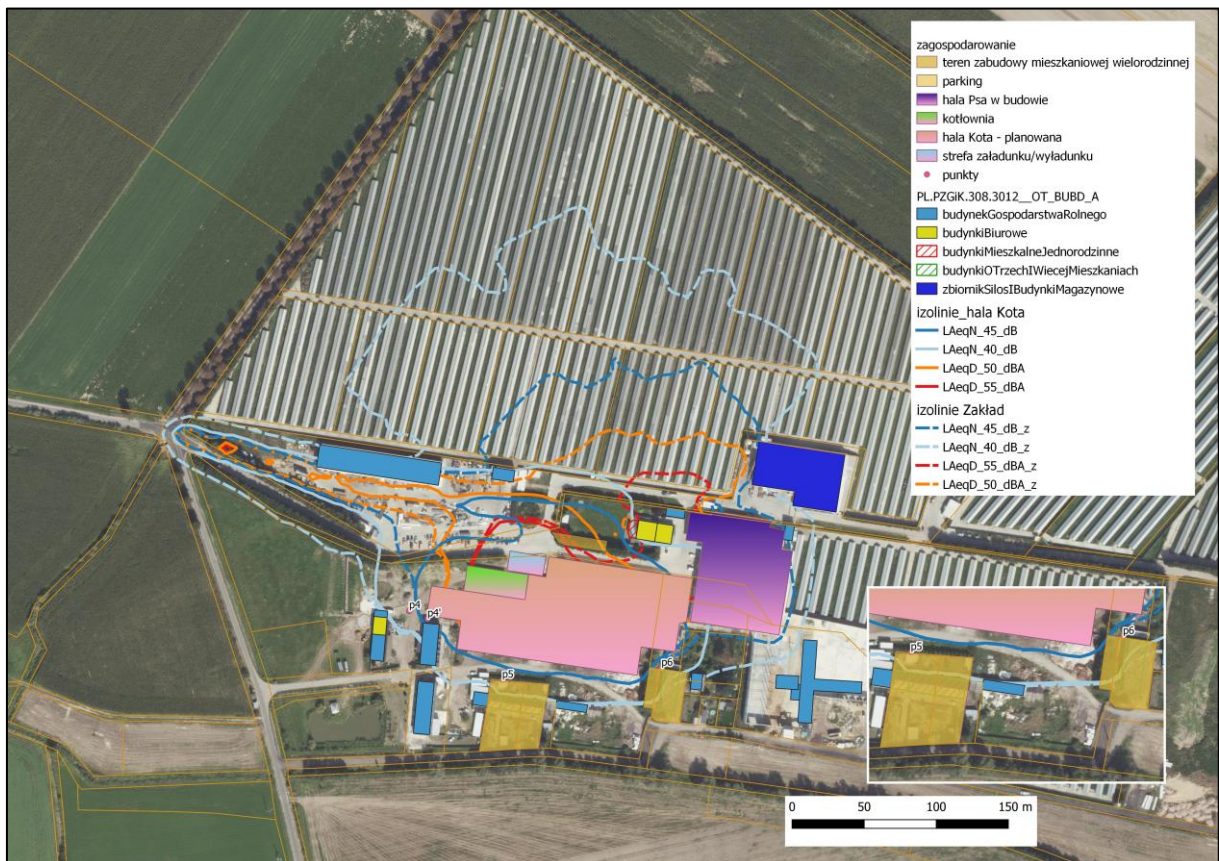 zagospodarowanie
teren zabudowy mieszkaniowej wielorodzinnej
parking
hala Psa w budowie
kotłownia
hala Kota - planowana
strefa załadunku/wyładunku
punkty
PL.PZGiK.308.3012__OT_BUBD_A
budynekGospodarstwaRolnego
budynkiBiurowe
budynkiMieszkalneJednorodzinne
budynkiOTrzechIWiecejMieszkaniach
zbiornikSilosIBudynkiMagazynowe
izolinie_hala Kota
LAeqN_45_dB
LAeqN_40_dB
LAeqD_50_dBA
LAeqD_55_dBA
izolinie Zakład
LAeqN_45_dB_z
LAeqN_40_dB_z
LAeqD_55_dBA_z
LAeqD_50_dBA_z
p4
p4'
p5
p6
p5
p6
0 50 100 150 m